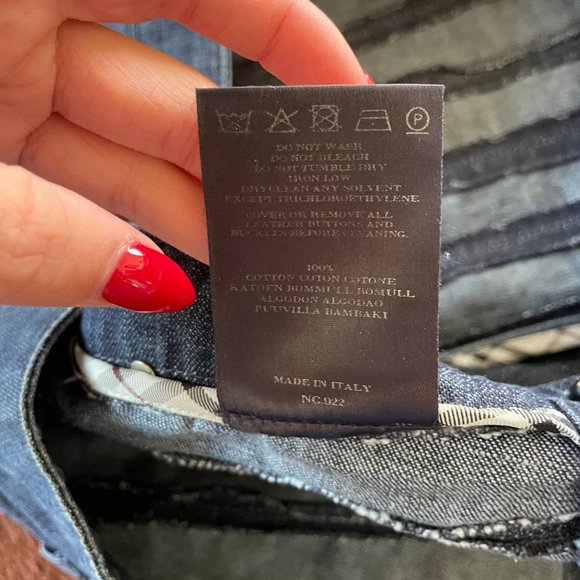 P
DO NOT WASH
DO NOT BLEACH
DO NOT TUMBLE DRY
IRON LOW
DRYCLEAN ANY SOLVENT
EXCEPT TRICHLOROETHYLENE
COVER OR REMOVE ALL
LEATHER BUTTONS AND
BUCKLES BEFORE CLEANING.
100%
COTTON COTON COTONE
KATOEN BOMMULL BOMULL
ALGODON ALGODAO
PUUVILLA BAMBAKI
MADE IN ITALY
NC.922